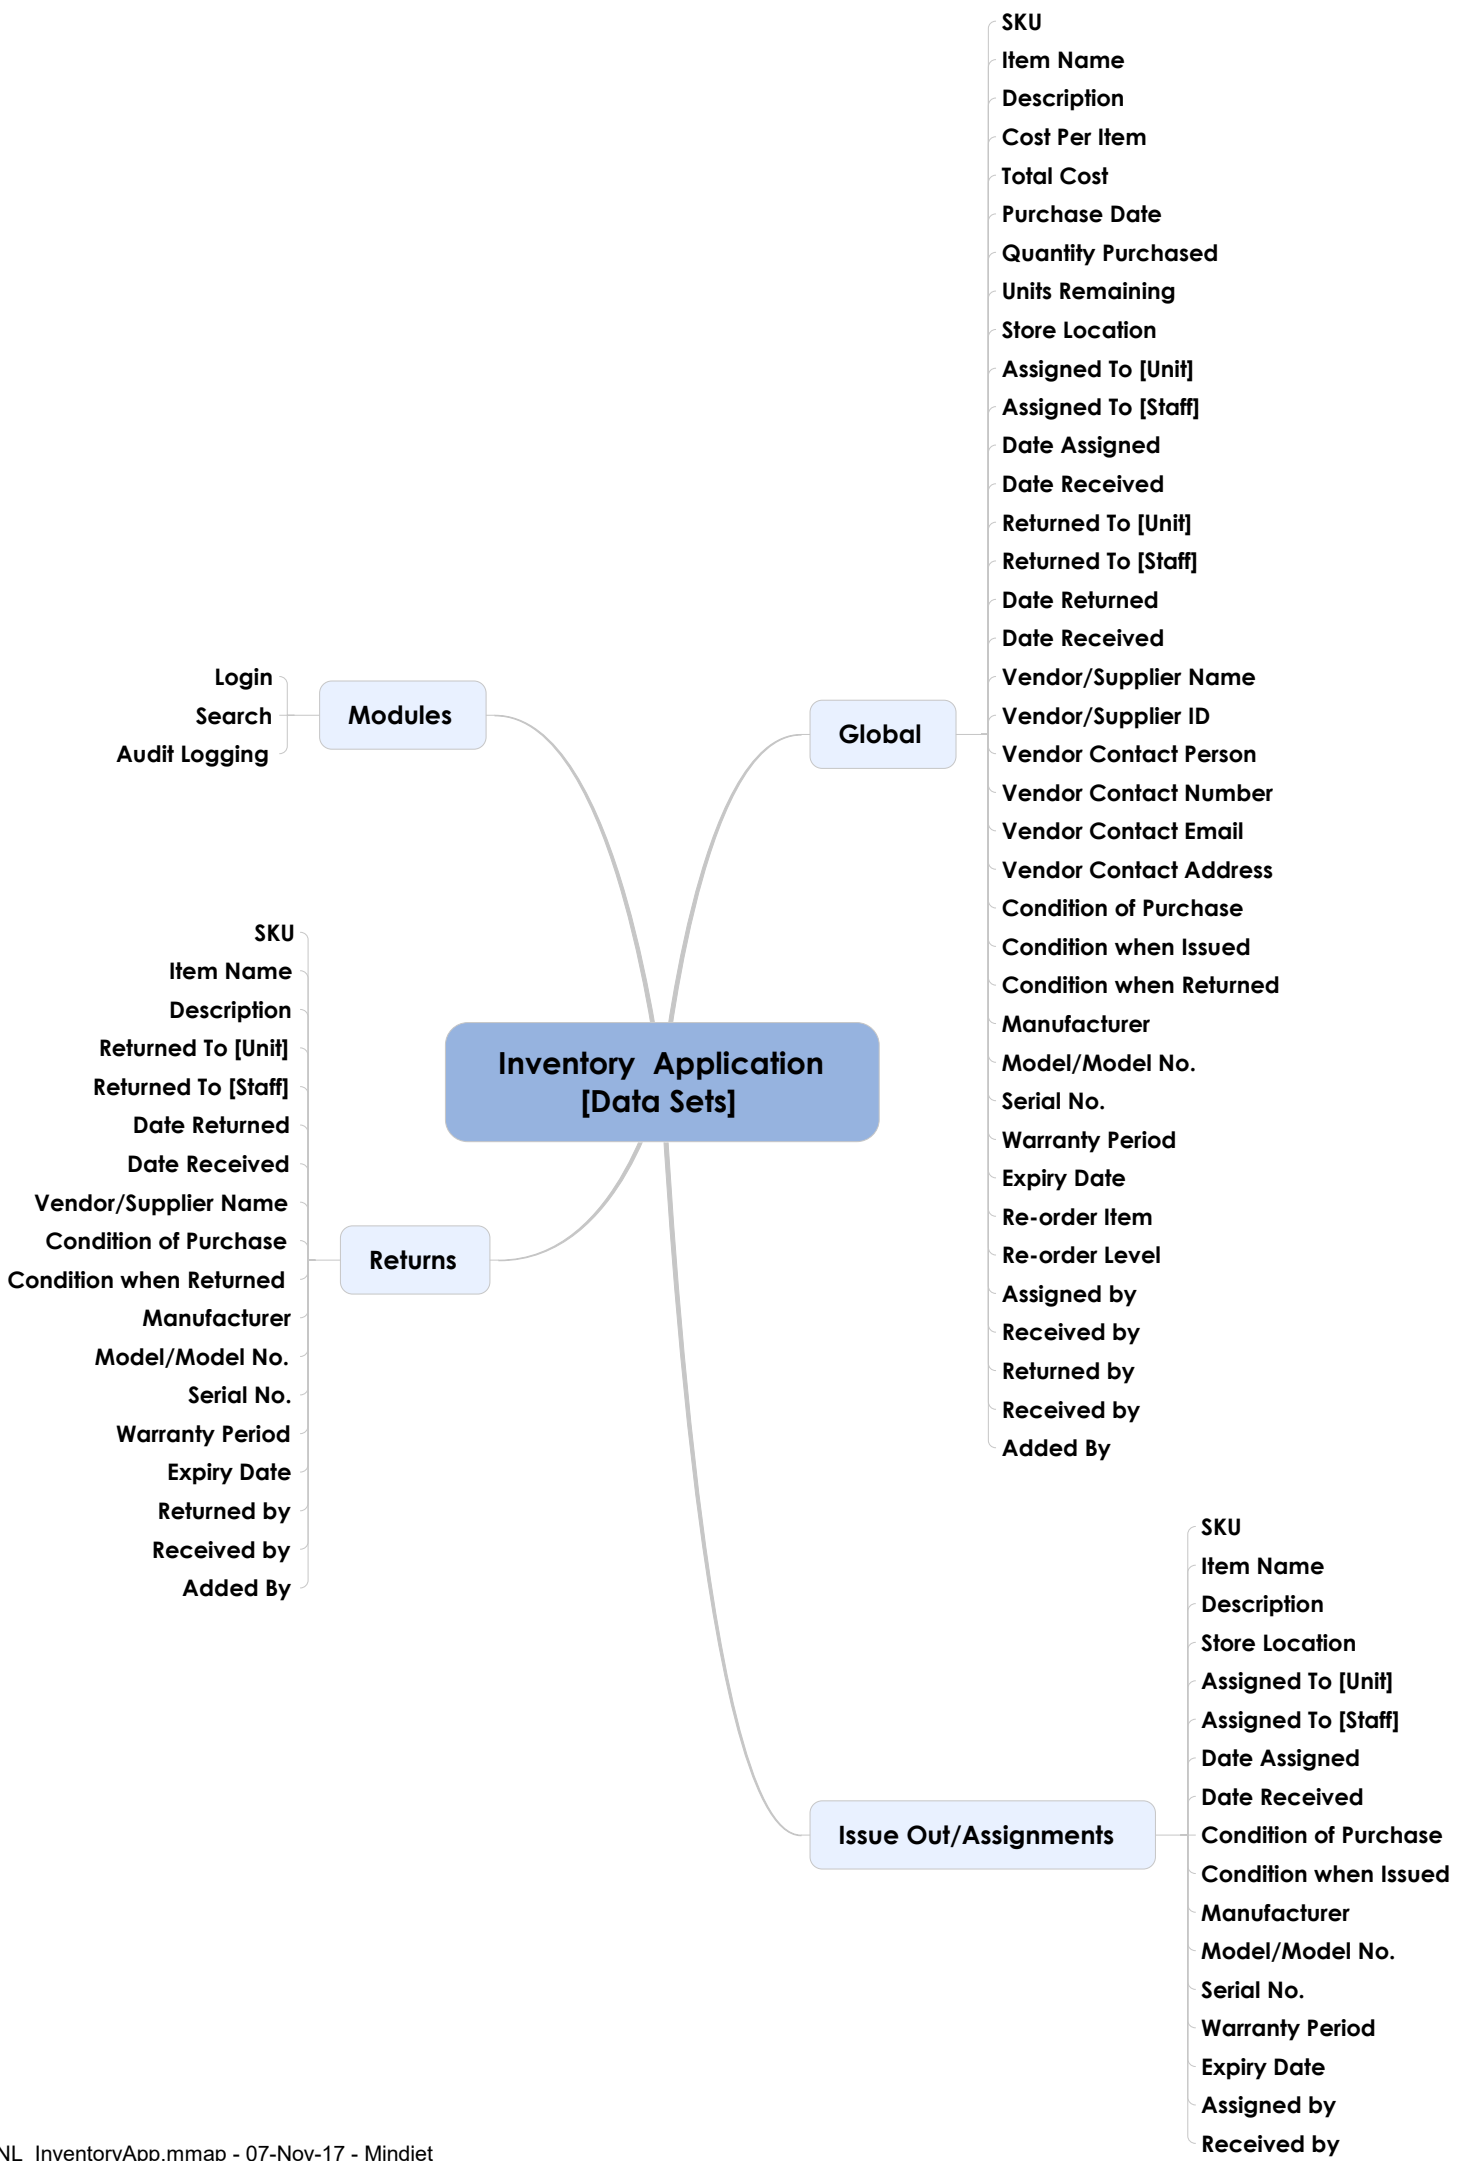 SKU
Item Name
Description
Cost Per Item
Total Cost
Purchase Date
Quantity Purchased
Units Remaining
Store Location
Assigned To [Unit]
Assigned To [Staff]
Date Assigned
Date Received
Returned To [Unit]
Returned To [Staff]
Date Returned
Date Received
Vendor/Supplier Name
Vendor/Supplier ID
Vendor Contact Person
Vendor Contact Number
Vendor Contact Email
Vendor Contact Address
Condition of Purchase
Condition when Issued
Condition when Returned
Manufacturer
Model/Model No.
Serial No.
Warranty Period
Expiry Date
Re-order Item
Re-order Level
Assigned by
Received by
Returned by
Received by
Added By
Global
Login
Search
Audit Logging
Modules
Inventory  Application
[Data Sets]
SKU
Item Name
Description
Returned To [Unit]
Returned To [Staff]
Date Returned
Date Received
Vendor/Supplier Name
Condition of Purchase
Condition when Returned
Manufacturer
Model/Model No.
Serial No.
Warranty Period
Expiry Date
Returned by
Received by
Added By
Returns
Issue Out/Assignments
SKU
Item Name
Description
Store Location
Assigned To [Unit]
Assigned To [Staff]
Date Assigned
Date Received
Condition of Purchase
Condition when Issued
Manufacturer
Model/Model No.
Serial No.
Warranty Period
Expiry Date
Assigned by
Received by
NL_InventoryApp.mmap - 07-Nov-17 - Mindjet